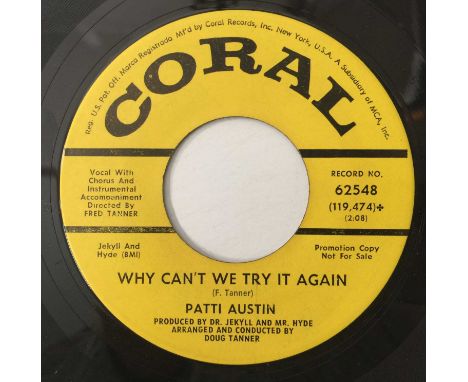 Reg. U.S. Pat. Off. Marca Registrada Mf'd by Coral Records, Inc. New York, U.S.A. A Subsidiary of MCA, Inc.
CORAL
Vocal With
Chorus And
Instrumental
Accompaniment
Directed By
FRED TANNER
RECORD NO.
62548
(119,474)✤
(2:08)
Jekyll And
Hyde (BMI)
Promotion Copy
Not For Sale
WHY CAN'T WE TRY IT AGAIN
(F. Tanner)
PATTI AUSTIN
PRODUCED BY DR. JEKYLL AND MR. HYDE
ARRANGED AND CONDUCTED BY
DOUG TANNER